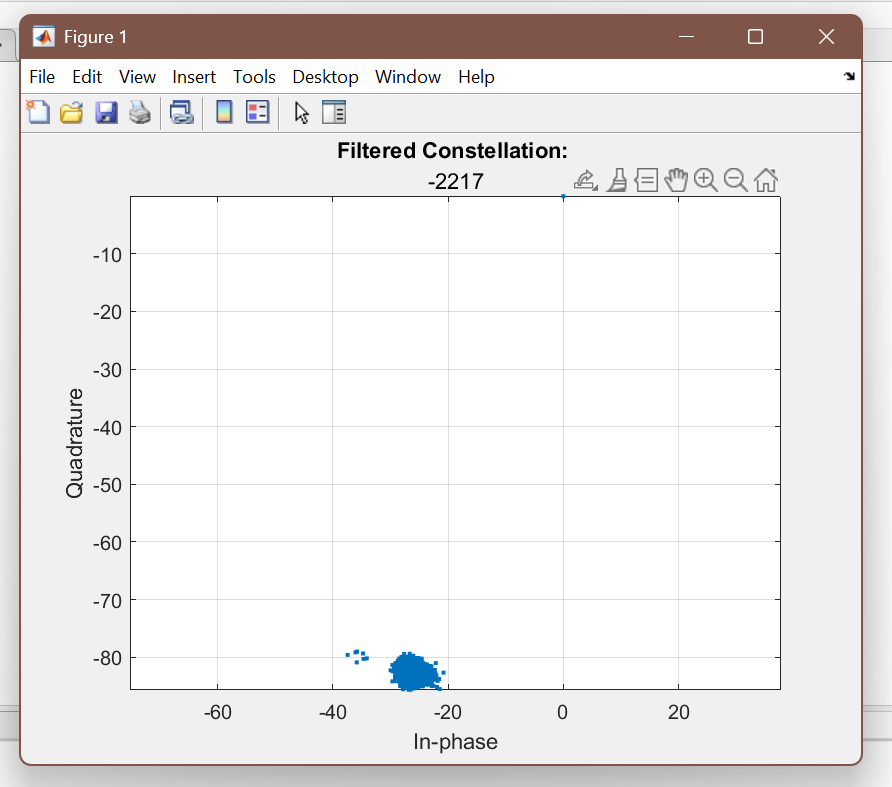 Figure 1
File Edit View Insert Tools Desktop Window Help
Filtered Constellation:
-2217
-10
-20
-30
-40
-50
-60
-70
-80
Quadrature
-60 -40 -20 0 20
In-phase